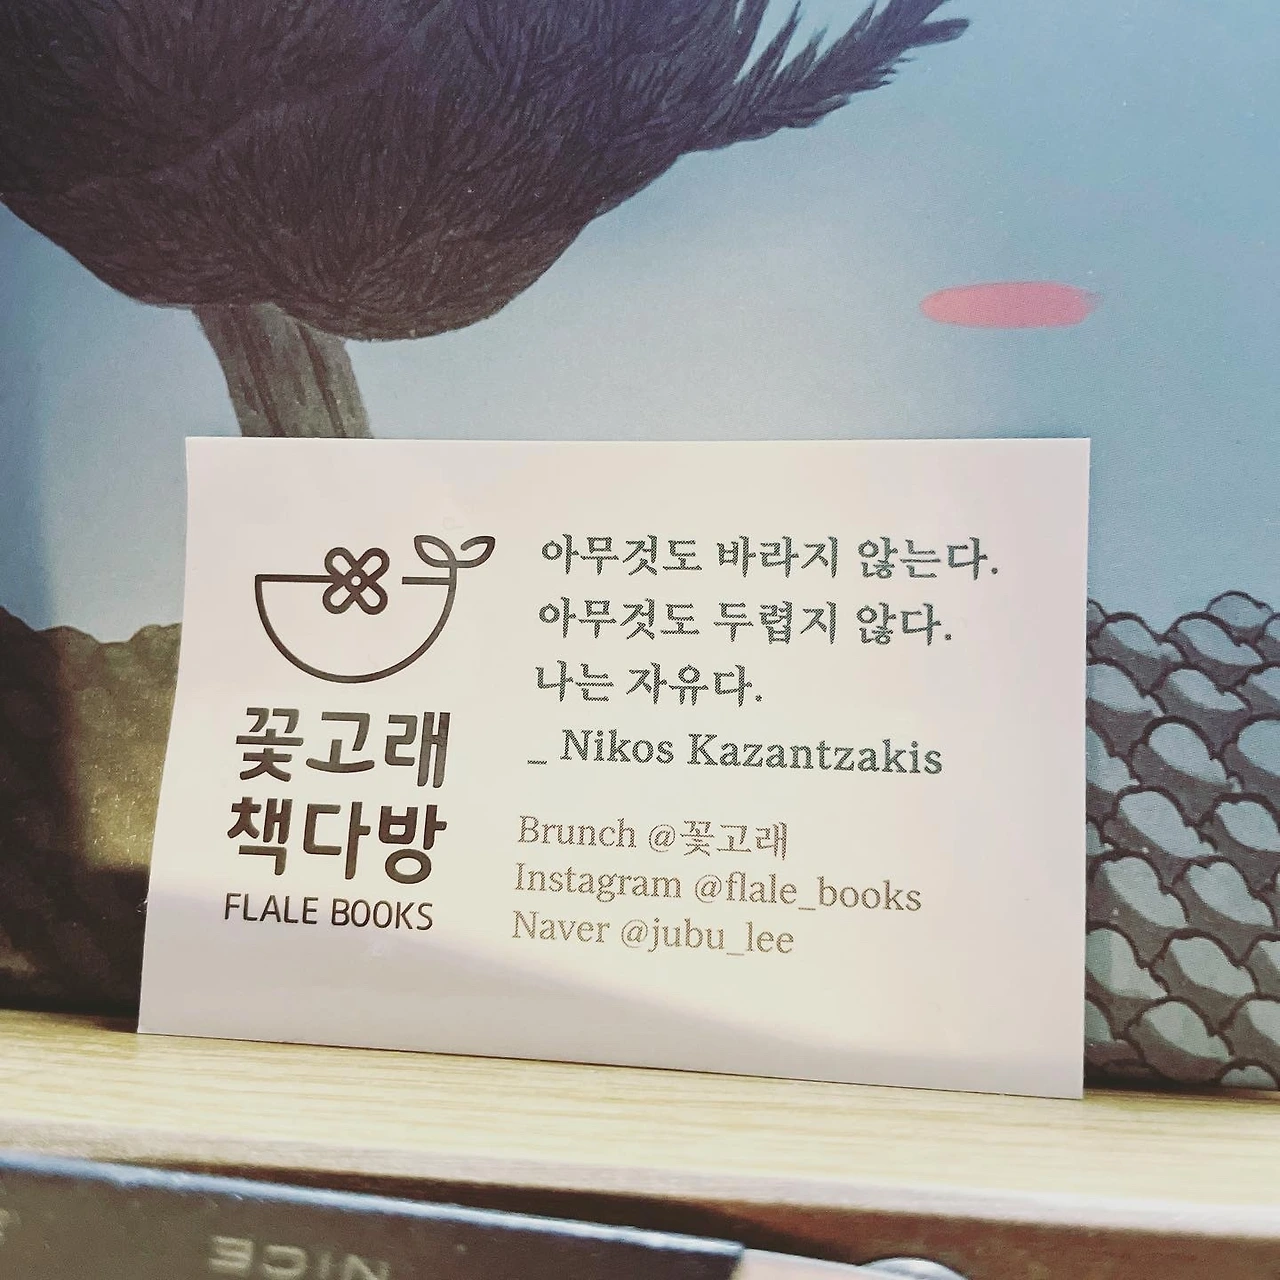 꽃고래
책다방
FLALE BOOKS
아무것도 바라지 않는다.
아무것도 두렵지 않다.
나는 자유다.
_ Nikos Kazantzakis
Brunch @꽃고래
Instagram @flale_books
Naver @jubu_lee
NICE